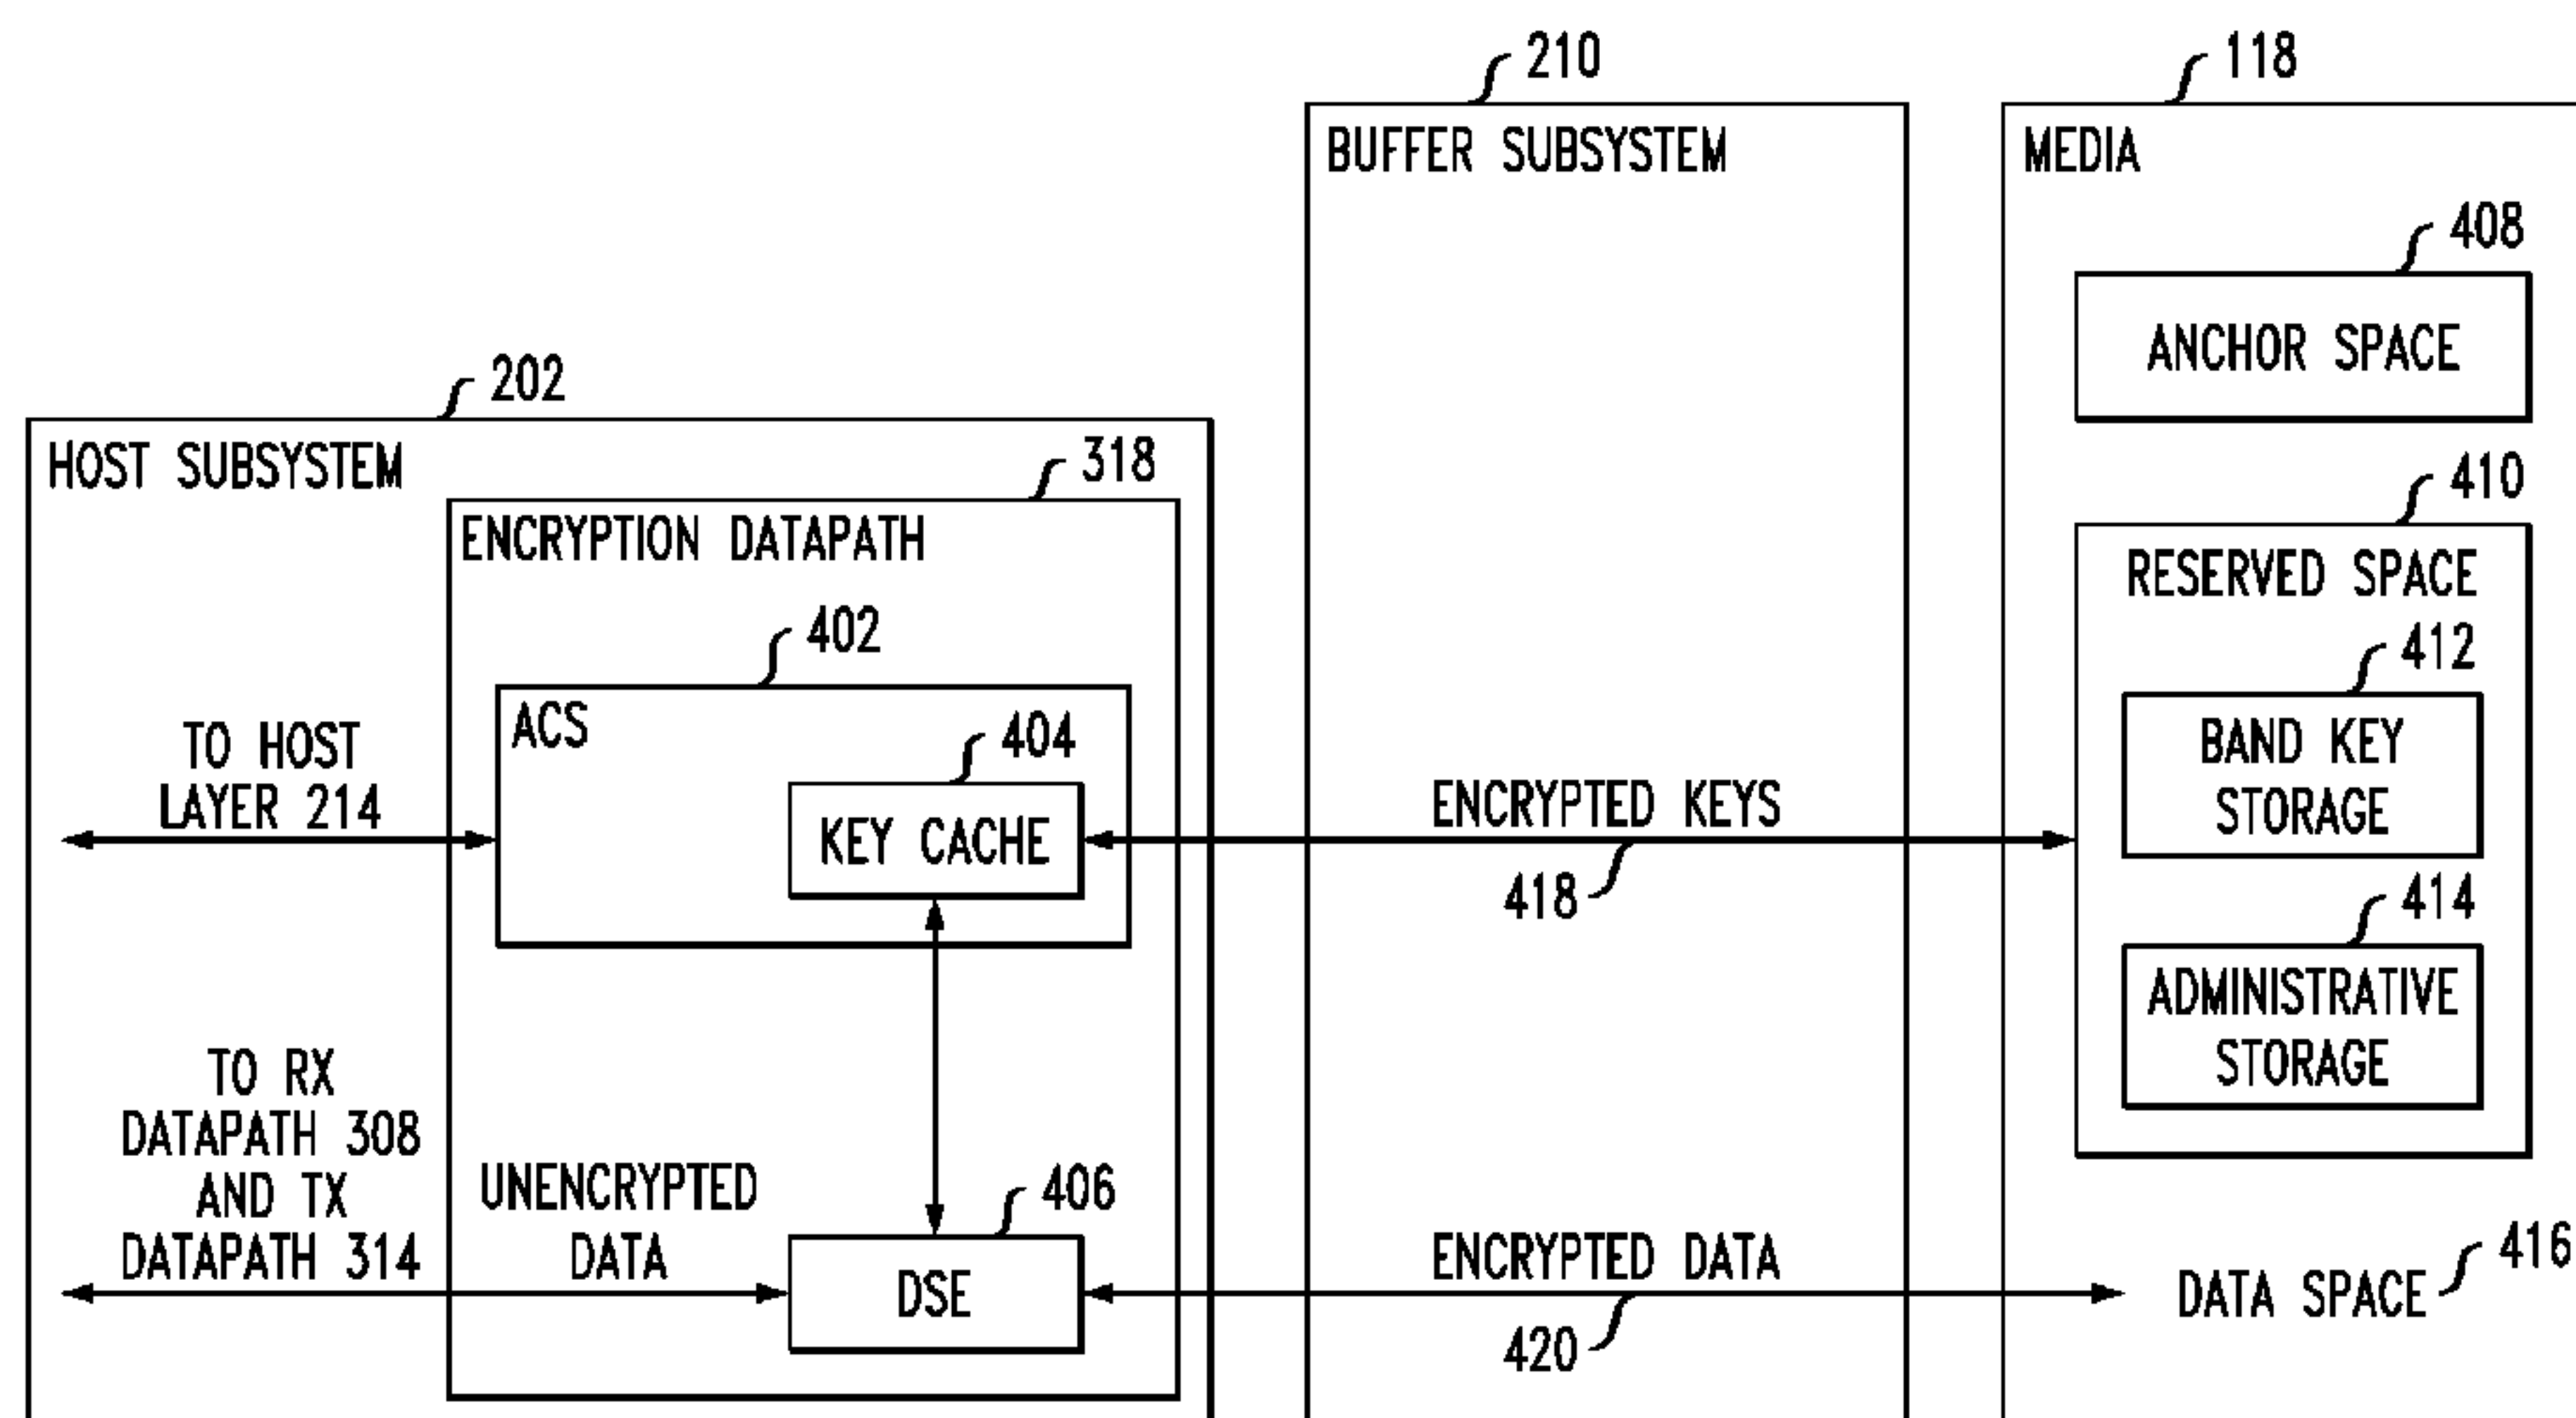 210
118
BUFFER SUBSYSTEM
MEDIA
408
ANCHOR SPACE
202
HOST SUBSYSTEM
318
410
ENCRYPTION DATAPATH
RESERVED SPACE
402
412
ACS
404
BAND KEY
STORAGE
TO HOST
LAYER 214
KEY CACHE
ENCRYPTED KEYS
418
414
ADMINISTRATIVE
STORAGE
TO RX
DATAPATH 308
AND TX
DATAPATH 314
UNENCRYPTED
DATA
406
DSE
ENCRYPTED DATA
420
DATA SPACE
416